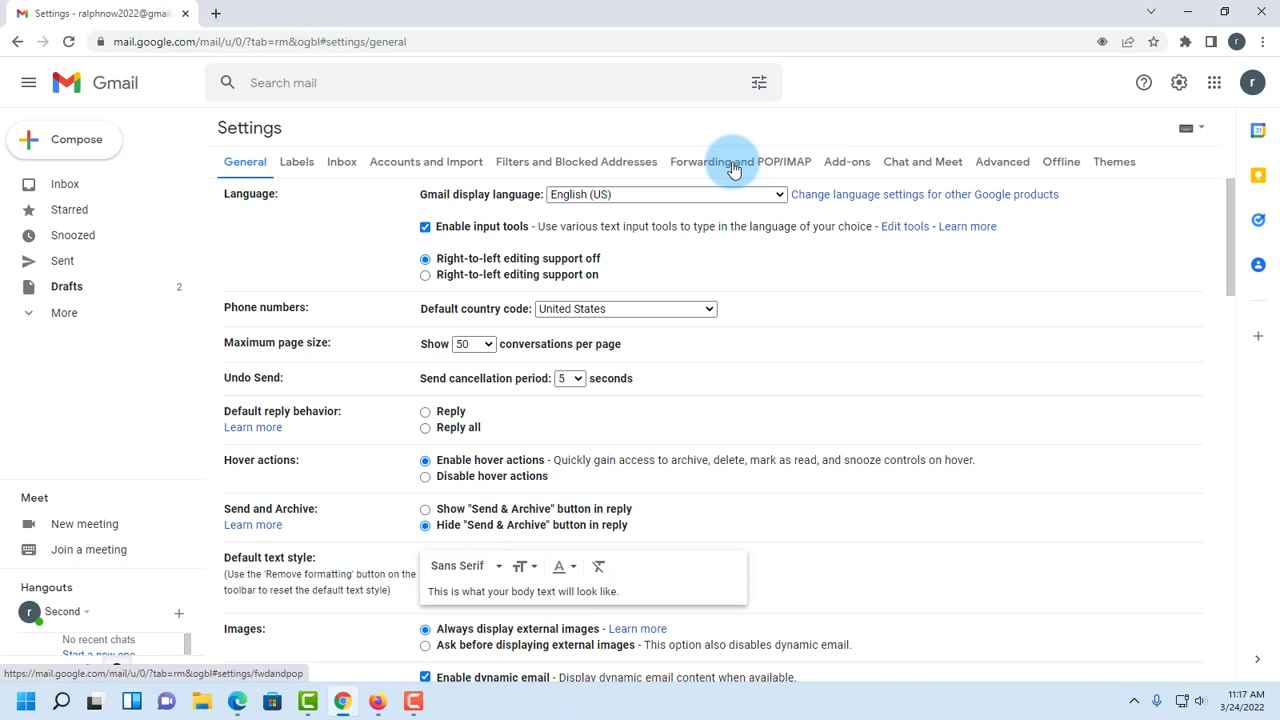 Settings - ralphnow2022@gmail
mail.google.com/mail/u/0/?tab=rm&ogbl#settings/general
r
Gmail
Search mail
r
Compose
Inbox
Starred
Snoozed
Sent
Drafts 2
More
Settings
General Labels Inbox Accounts and Import Filters and Blocked Addresses Forwarding and POP/IMAP Add-ons Chat and Meet Advanced Offline Themes
Language: Gmail display language: English (US) Change language settings for other Google products
Enable input tools - Use various text input tools to type in the language of your choice - Edit tools - Learn more
Right-to-left editing support off
Right-to-left editing support on
Phone numbers: Default country code: United States
Maximum page size: Show 50 conversations per page
Undo Send: Send cancellation period: 5 seconds
Default reply behavior: Reply
Learn more Reply all
Hover actions: Enable hover actions - Quickly gain access to archive, delete, mark as read, and snooze controls on hover.
Disable hover actions
Send and Archive: Show "Send & Archive" button in reply
Learn more Hide "Send & Archive" button in reply
Default text style:
(Use the 'Remove formatting' button on the
toolbar to reset the default text style)
Sans Serif
This is what your body text will look like.
Images: Always display external images - Learn more
Ask before displaying external images - This option also disables dynamic email.
Enable dynamic email - Display dynamic email content when available.
Meet
New meeting
Join a meeting
Hangouts
r Second
No recent chats
Start a new one
31
https://mail.google.com/mail/u/0/?tab=rm&ogbl#settings/fwdandpop
11:17 AM
3/24/2022